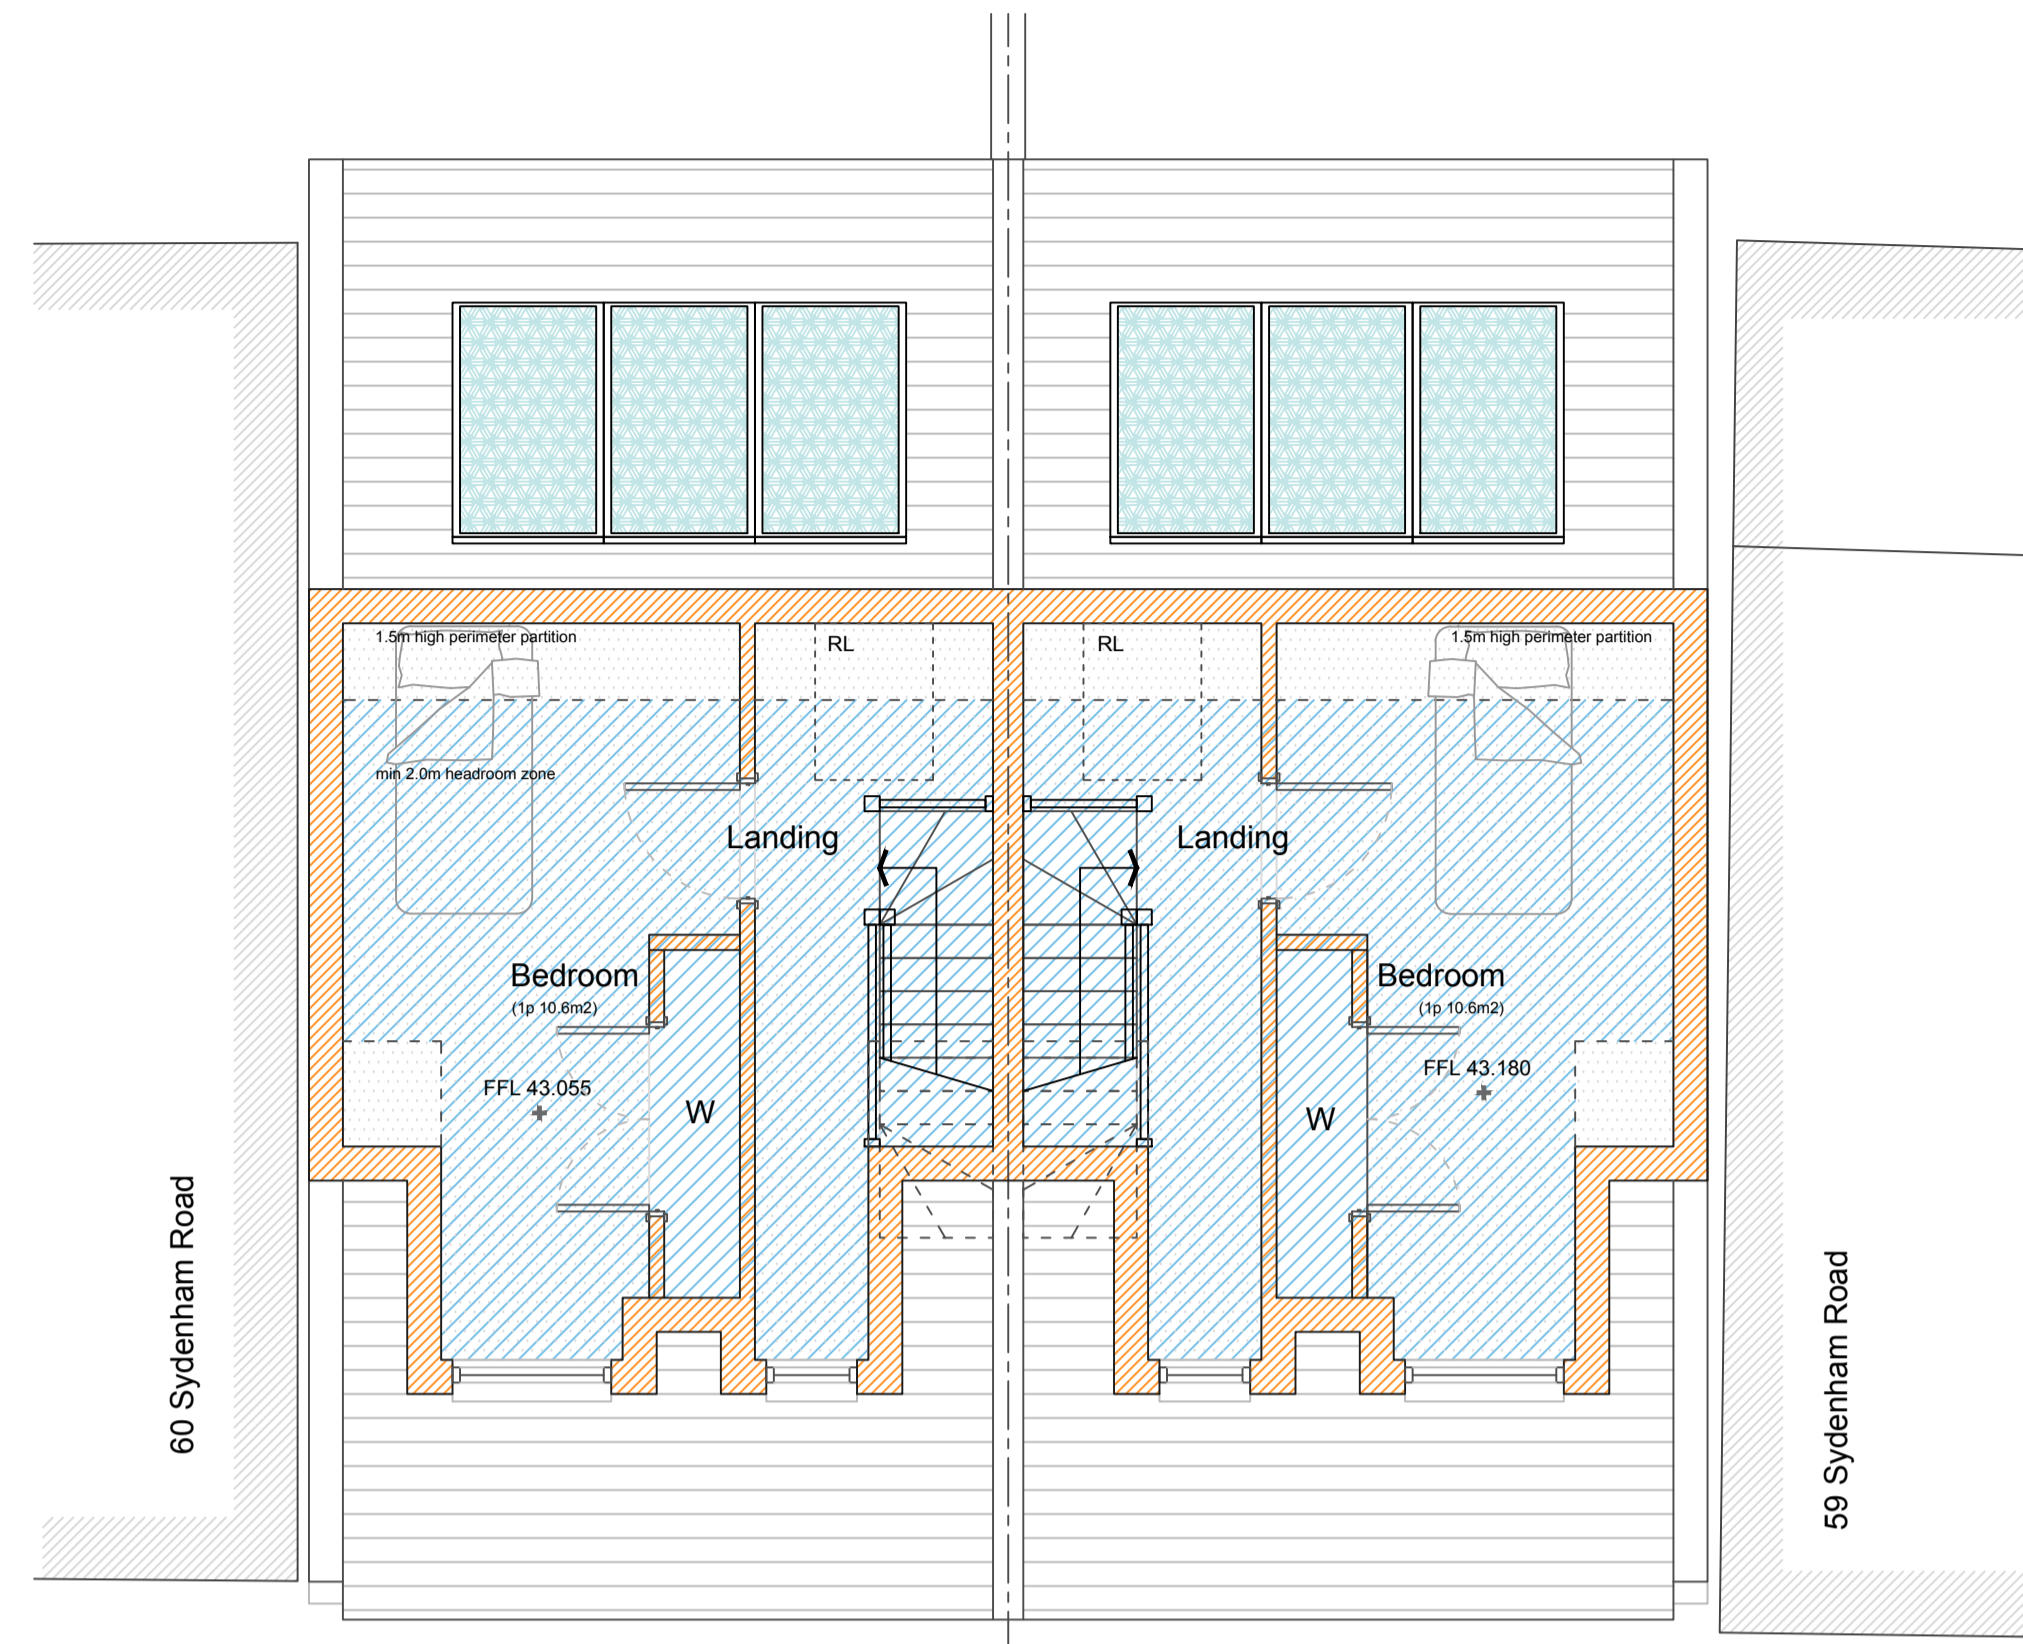 1.5m high perimeter partition
RL
RL
1.5m high perimeter partition
min 2.0m headroom zone
Landing
Landing
Bedroom
(1p 10.6m2)
Bedroom
(1p 10.6m2)
FFL 43.055
FFL 43.180
W
W
60 Sydenham Road
59 Sydenham Road